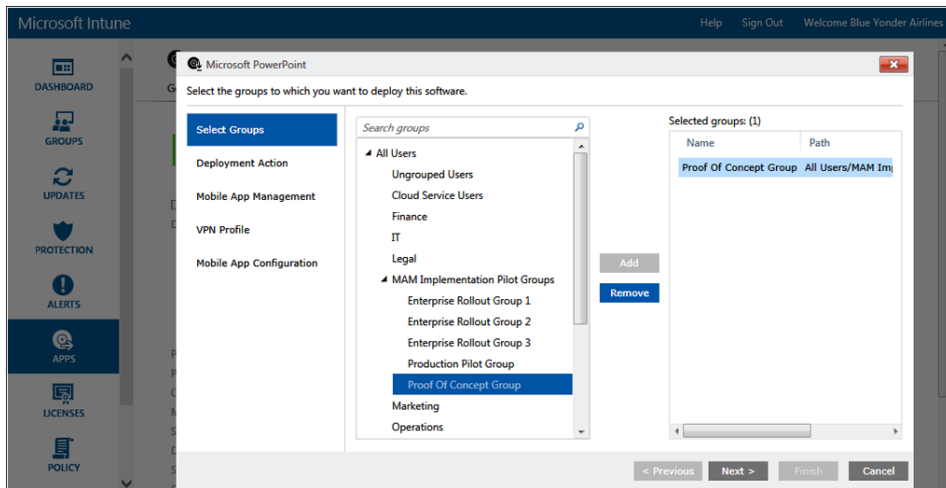 Microsoft Intune
Help Sign Out Welcome Blue Yonder Airlines
DASHBOARD
GROUPS
UPDATES
PROTECTION
ALERTS
APPS
LICENSES
POLICY
Microsoft PowerPoint
Select the groups to which you want to deploy this software.
Select Groups
Deployment Action
Mobile App Management
VPN Profile
Mobile App Configuration
Search groups
All Users
Ungrouped Users
Cloud Service Users
Finance
IT
Legal
MAM Implementation Pilot Groups
Enterprise Rollout Group 1
Enterprise Rollout Group 2
Enterprise Rollout Group 3
Production Pilot Group
Proof Of Concept Group
Marketing
Operations
Add
Remove
Selected groups: (1)
Name Path
Proof Of Concept Group All Users/MAM Im
< Previous Next > Finish Cancel